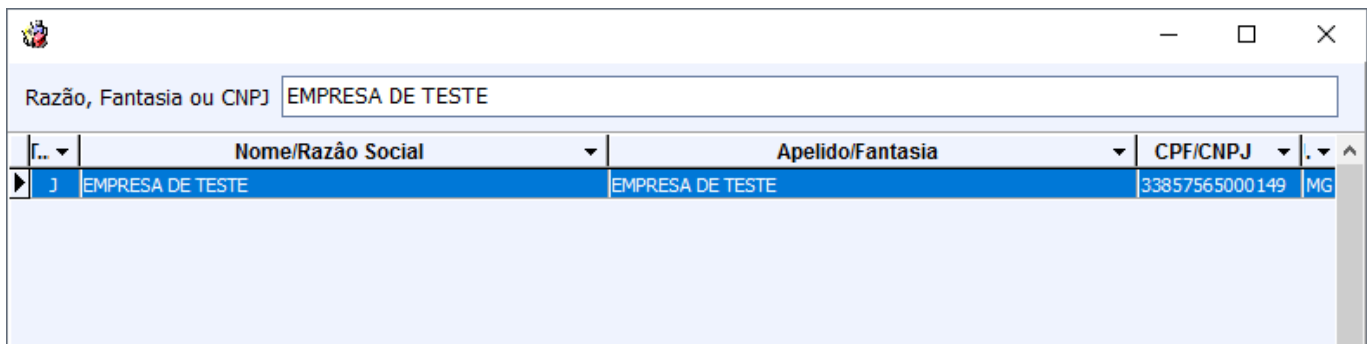 Razão, Fantasia ou CNPJ EMPRESA DE TESTE
T.. Nome/Razâo Social Apelido/Fantasia CPF/CNPJ .
J EMPRESA DE TESTE EMPRESA DE TESTE 33857565000149 MG